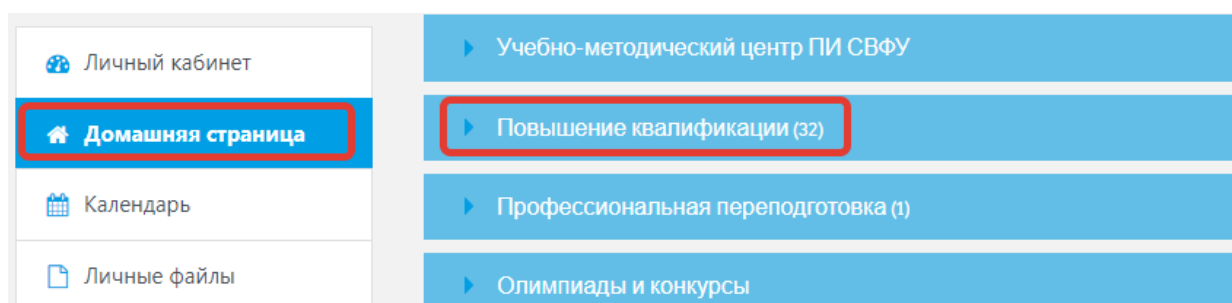 Личный кабинет
Домашняя страница
Календарь
Личные файлы
Учебно-методический центр ПИ СВФУ
Повышение квалификации (32)
Профессиональная переподготовка (1)
Олимпиады и конкурсы